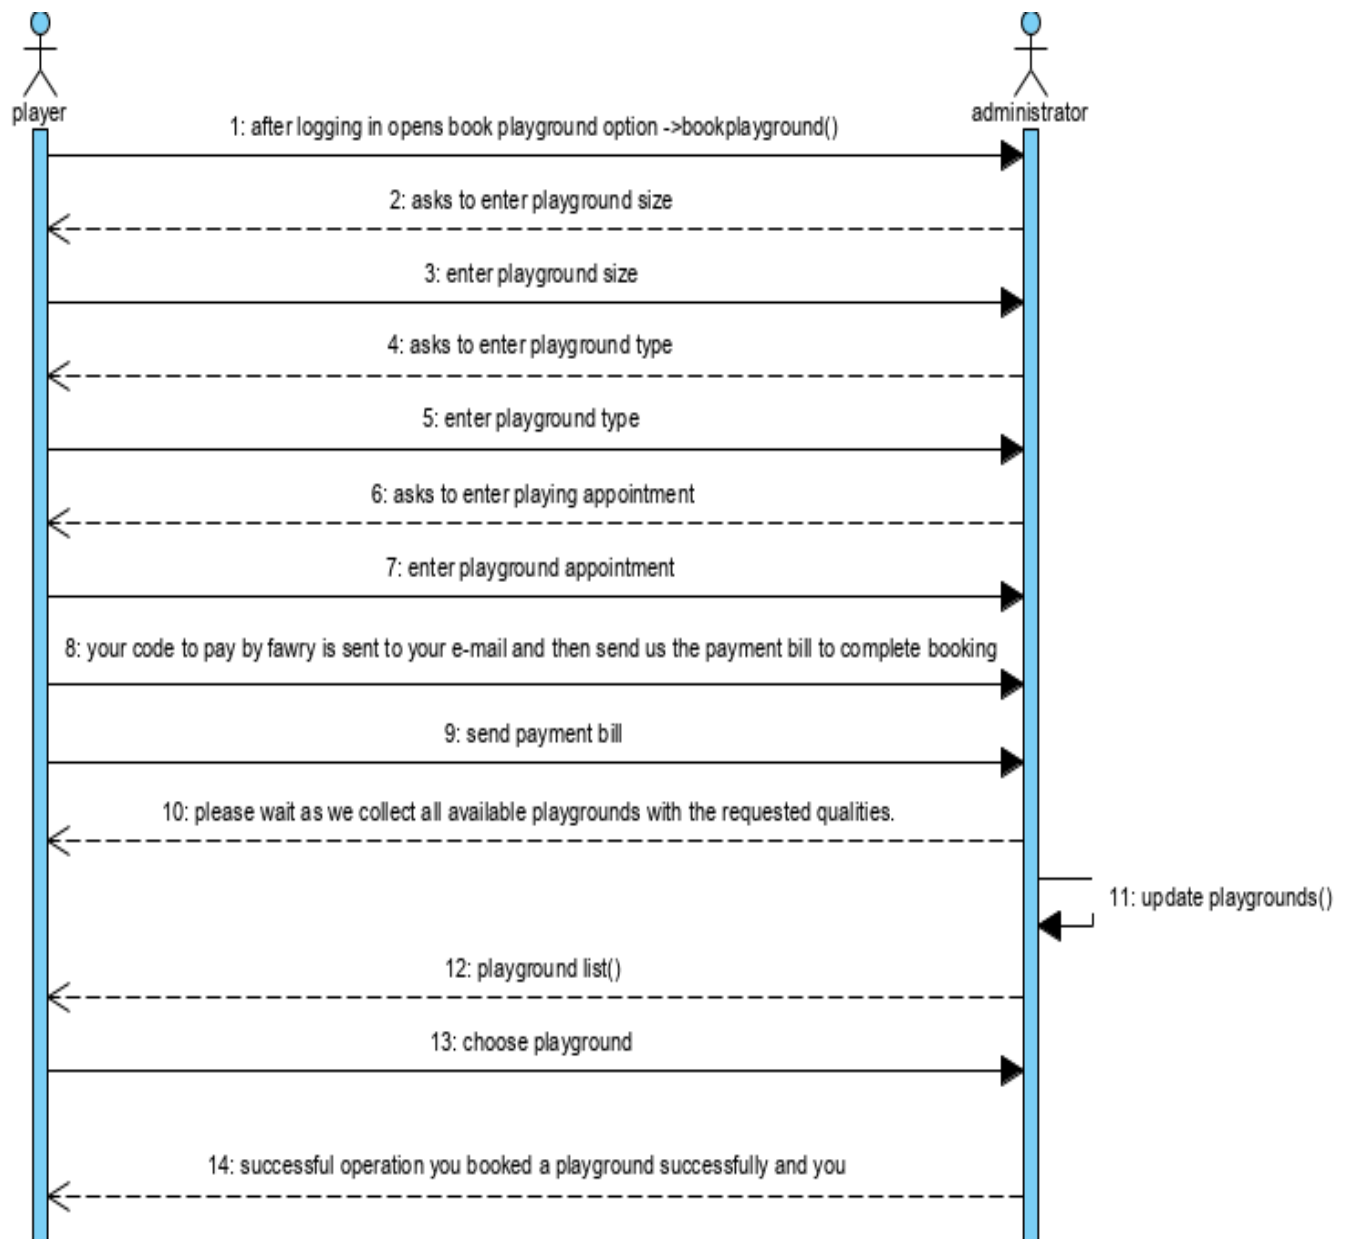 player
administrator
1: after logging in opens book playground option ->bookplayground()
2: asks to enter playground size
3: enter playground size
4: asks to enter playground type
5: enter playground type
6: asks to enter playing appointment
7: enter playground appointment
8: your code to pay by fawry is sent to your e-mail and then send us the payment bill to complete booking
9: send payment bill
10: please wait as we collect all available playgrounds with the requested qualities.
11: update playgrounds()
12: playground list()
13: choose playground
14: successful operation you booked a playground successfully and you